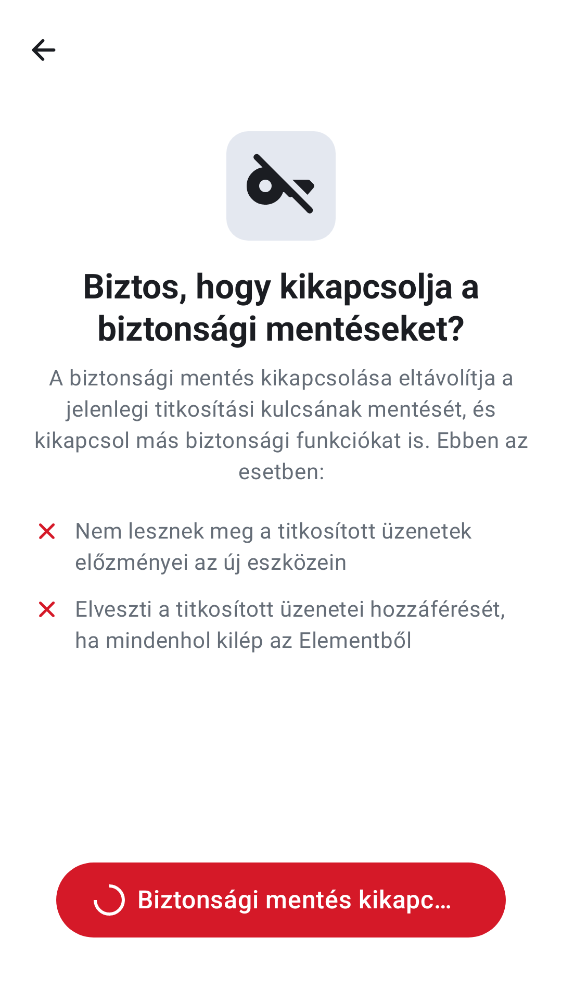 Biztos, hogy kikapcsolja a
biztonsági mentéseket?
A biztonsági mentés kikapcsolása eltávolítja a
jelenlegi titkosítási kulcsának mentését, és
kikapcsol más biztonsági funkciókat is. Ebben az
esetben:
Nem lesznek meg a titkosított üzenetek
előzményei az új eszközein
Elveszti a titkosított üzenetei hozzáférését,
ha mindenhol kilép az Elementből
Biztonsági mentés kikapc…